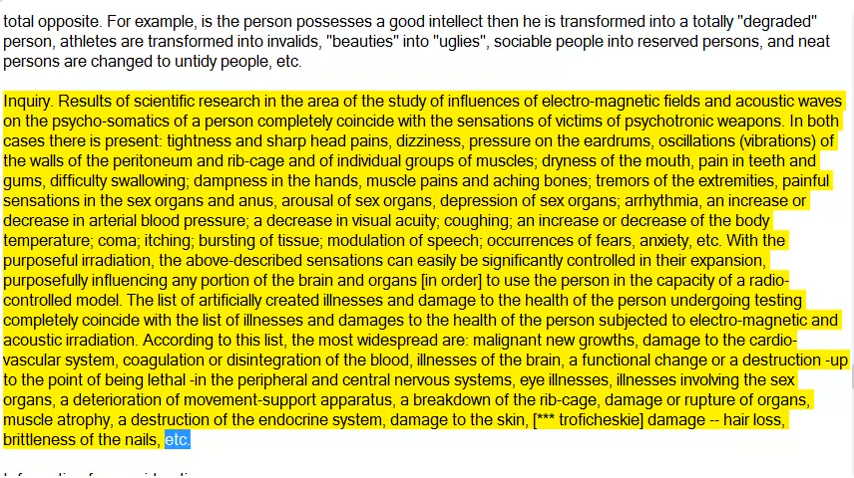 total opposite. For example, is the person possesses a good intellect then he is transformed into a totally "degraded"
person, athletes are transformed into invalids, "beauties" into "uglies", sociable people into reserved persons, and neat
persons are changed to untidy people, etc.
Inquiry. Results of scientific research in the area of the study of influences of electro-magnetic fields and acoustic waves
on the psycho-somatics of a person completely coincide with the sensations of victims of psychotronic weapons. In both
cases there is present: tightness and sharp head pains, dizziness, pressure on the eardrums, oscillations (vibrations) of
the walls of the peritoneum and rib-cage and of individual groups of muscles; dryness of the mouth, pain in teeth and
gums, difficulty swallowing; dampness in the hands, muscle pains and aching bones; tremors of the extremities, painful
sensations in the sex organs and anus, arousal of sex organs, depression of sex organs; arrhythmia, an increase or
decrease in arterial blood pressure; a decrease in visual acuity; coughing; an increase or decrease of the body
temperature; coma; itching; bursting of tissue; modulation of speech; occurrences of fears, anxiety, etc. With the
purposeful irradiation, the above-described sensations can easily be significantly controlled in their expansion,
purposefully influencing any portion of the brain and organs [in order] to use the person in the capacity of a radio-
controlled model. The list of artificially created illnesses and damage to the health of the person undergoing testing
completely coincide with the list of illnesses and damages to the health of the person subjected to electro-magnetic and
acoustic irradiation. According to this list, the most widespread are: malignant new growths, damage to the cardio-
vascular system, coagulation or disintegration of the blood, illnesses of the brain, a functional change or a destruction -up
to the point of being lethal -in the peripheral and central nervous systems, eye illnesses, illnesses involving the sex
organs, a deterioration of movement-support apparatus, a breakdown of the rib-cage, damage or rupture of organs,
muscle atrophy, a destruction of the endocrine system, damage to the skin, [*** troficheskie] damage -- hair loss,
brittleness of the nails, etc.